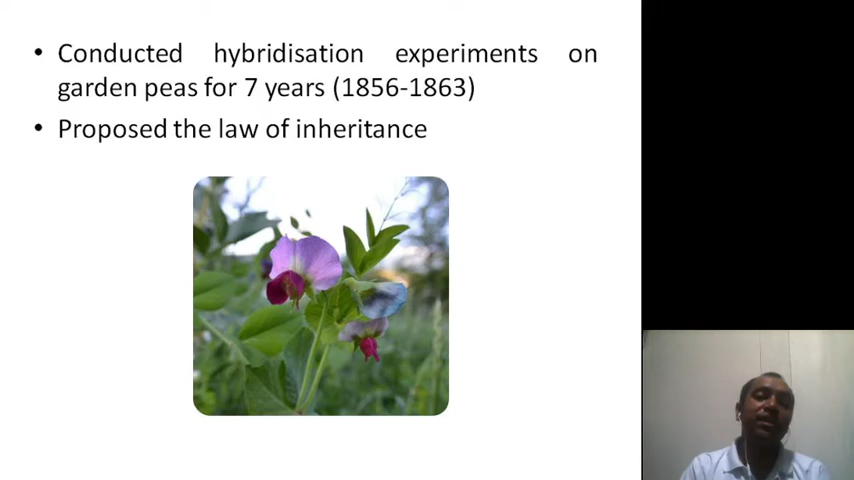 • Conducted hybridisation experiments on
garden peas for 7 years (1856-1863)
• Proposed the law of inheritance